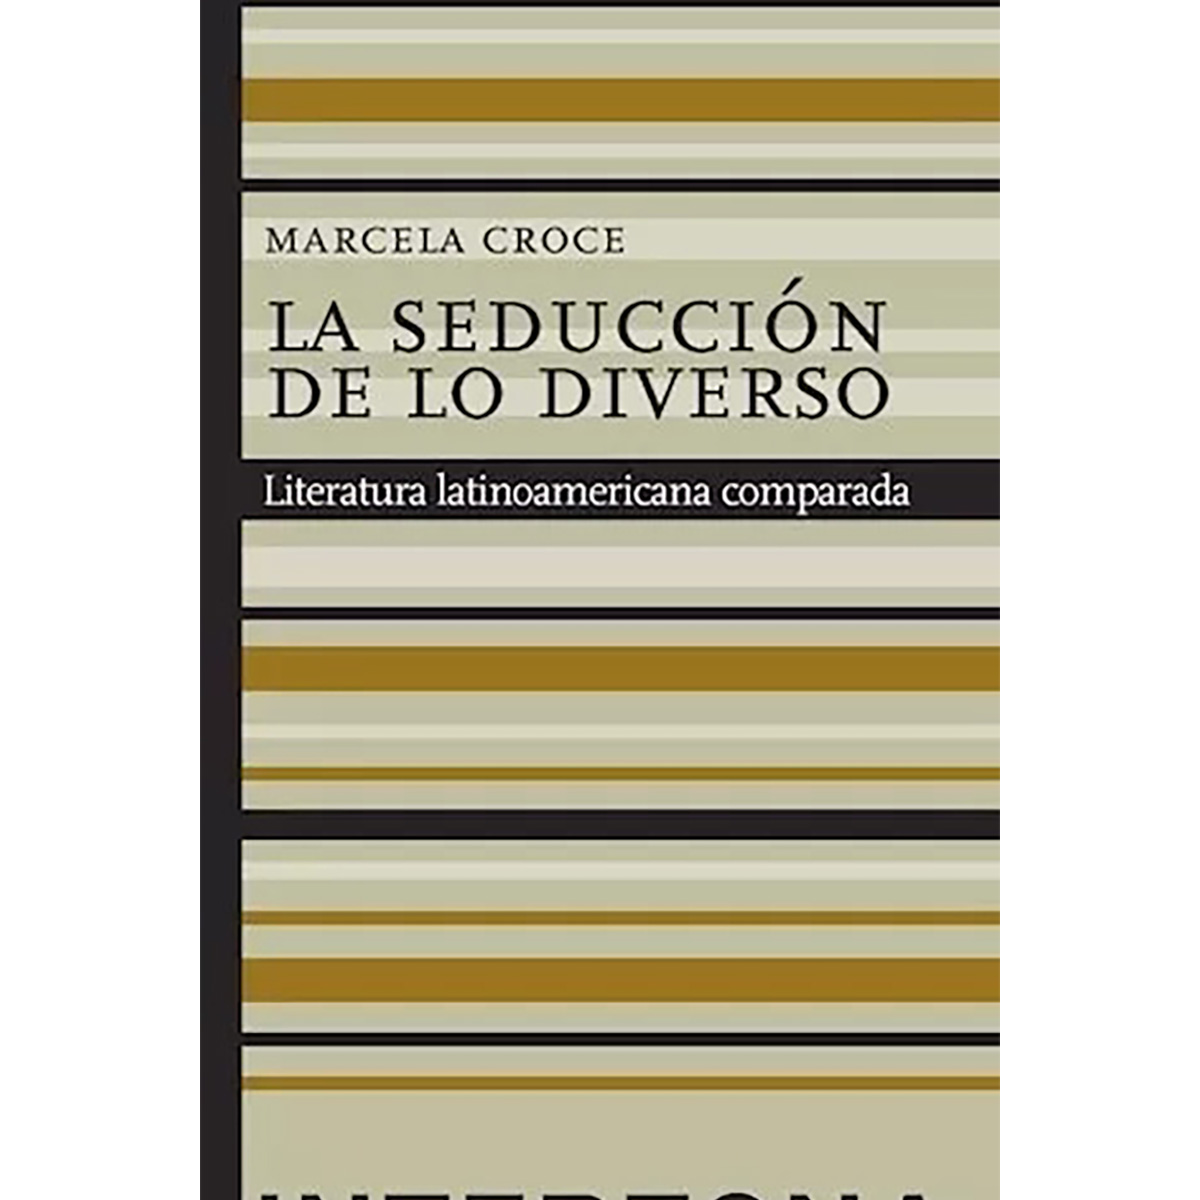 MARCELA CROCE
LA SEDUCCIÓN
DE LO DIVERSO
Literatura latinoamericana comparada